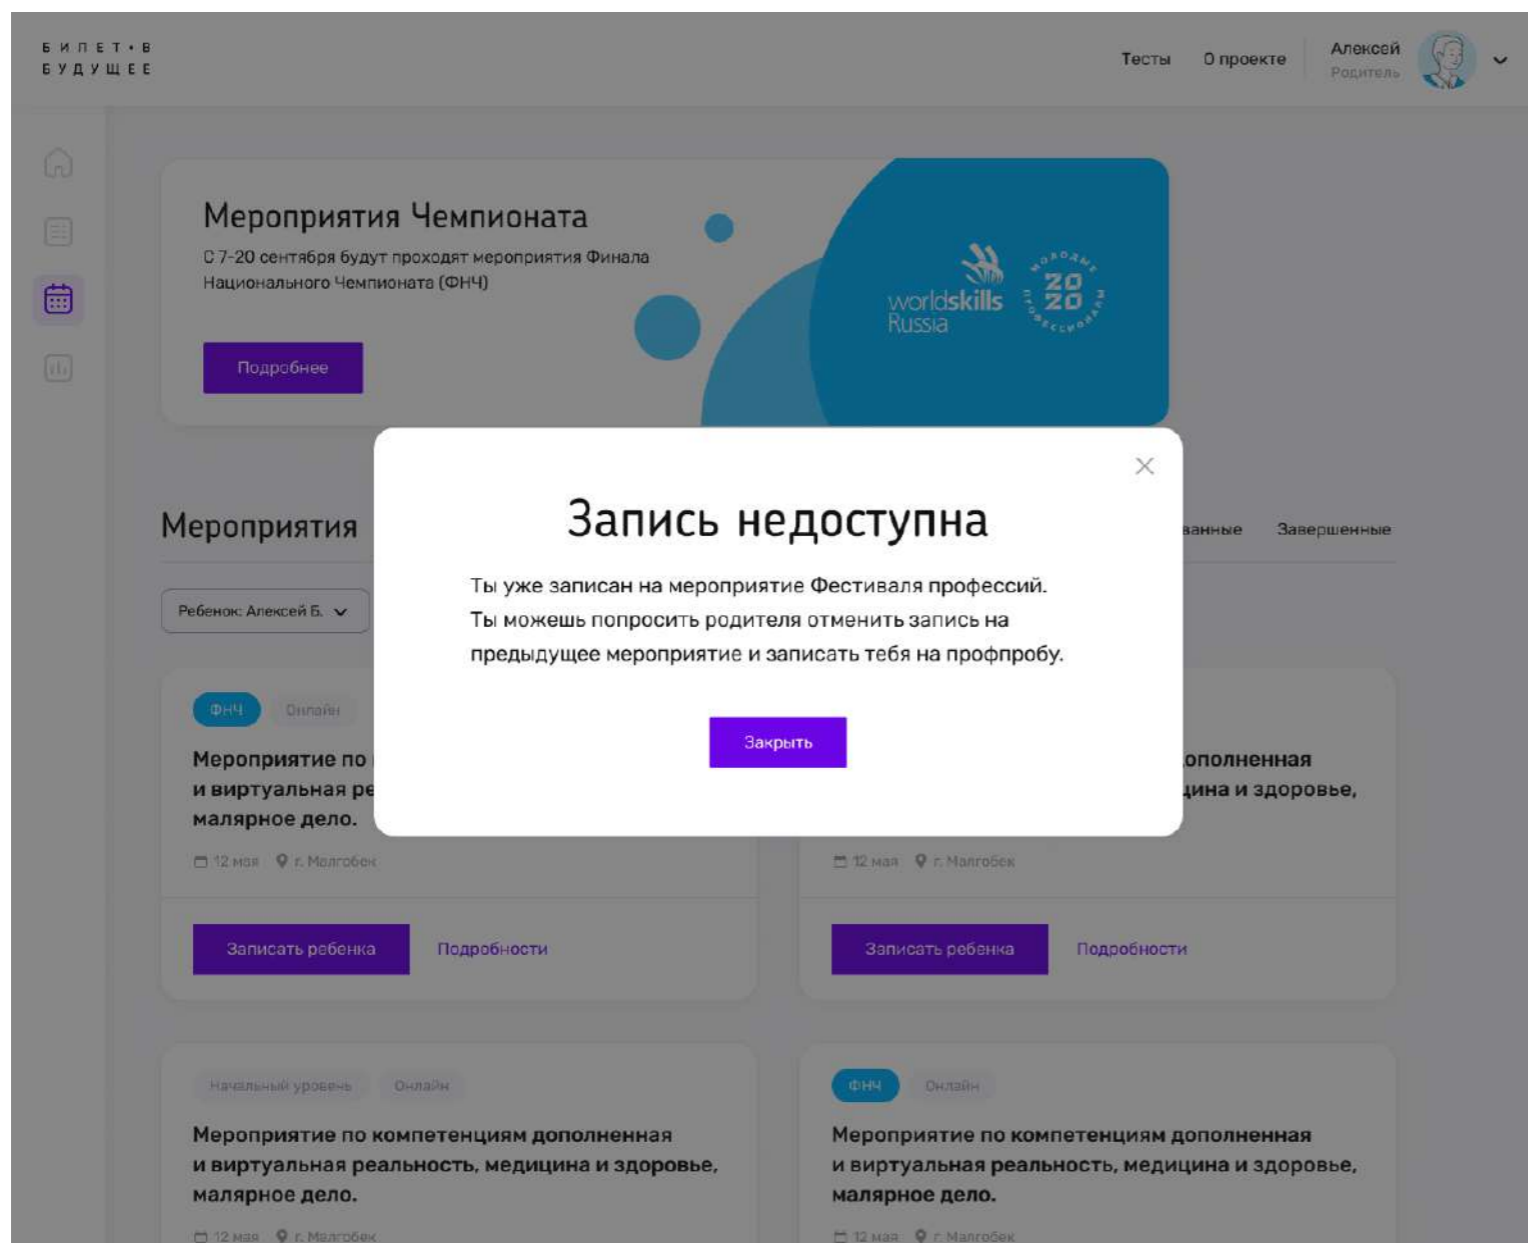 БИЛЕТ•В
БУДУЩЕЕ
Тесты
О проекте
Алексей
Родитель
Мероприятия Чемпионата
С 7-20 сентября будут проходят мероприятия Финала
Национального Чемпионата (ФНЧ)
Подробнее
worldskills
Russia
МОЛОДЫЕ
20
20
ПРОФЕССИОНАЛЫ
Запись недоступна
Ты уже записан на мероприятие Фестиваля профессий.
Ты можешь попросить родителя отменить запись на
предыдущее мероприятие и записать тебя на профпробу.
Закрыть
Мероприятия
ванные
Завершенные
Ребенок: Алексей Б.
ФНЧ
Онлайн
Мероприятие по
и виртуальная ре
малярное дело.
12 мая
г. Малгобек
Записать ребенка
Подробности
ополненная
цина и здоровье,
12 мая
г. Малгобек
Записать ребенка
Подробности
Начальный уровень
Онлайн
Мероприятие по компетенциям дополненная
и виртуальная реальность, медицина и здоровье,
малярное дело.
12 мая
г. Малгобек
ФНЧ
Онлайн
Мероприятие по компетенциям дополненная
и виртуальная реальность, медицина и здоровье,
малярное дело.
12 мая
г. Малгобек